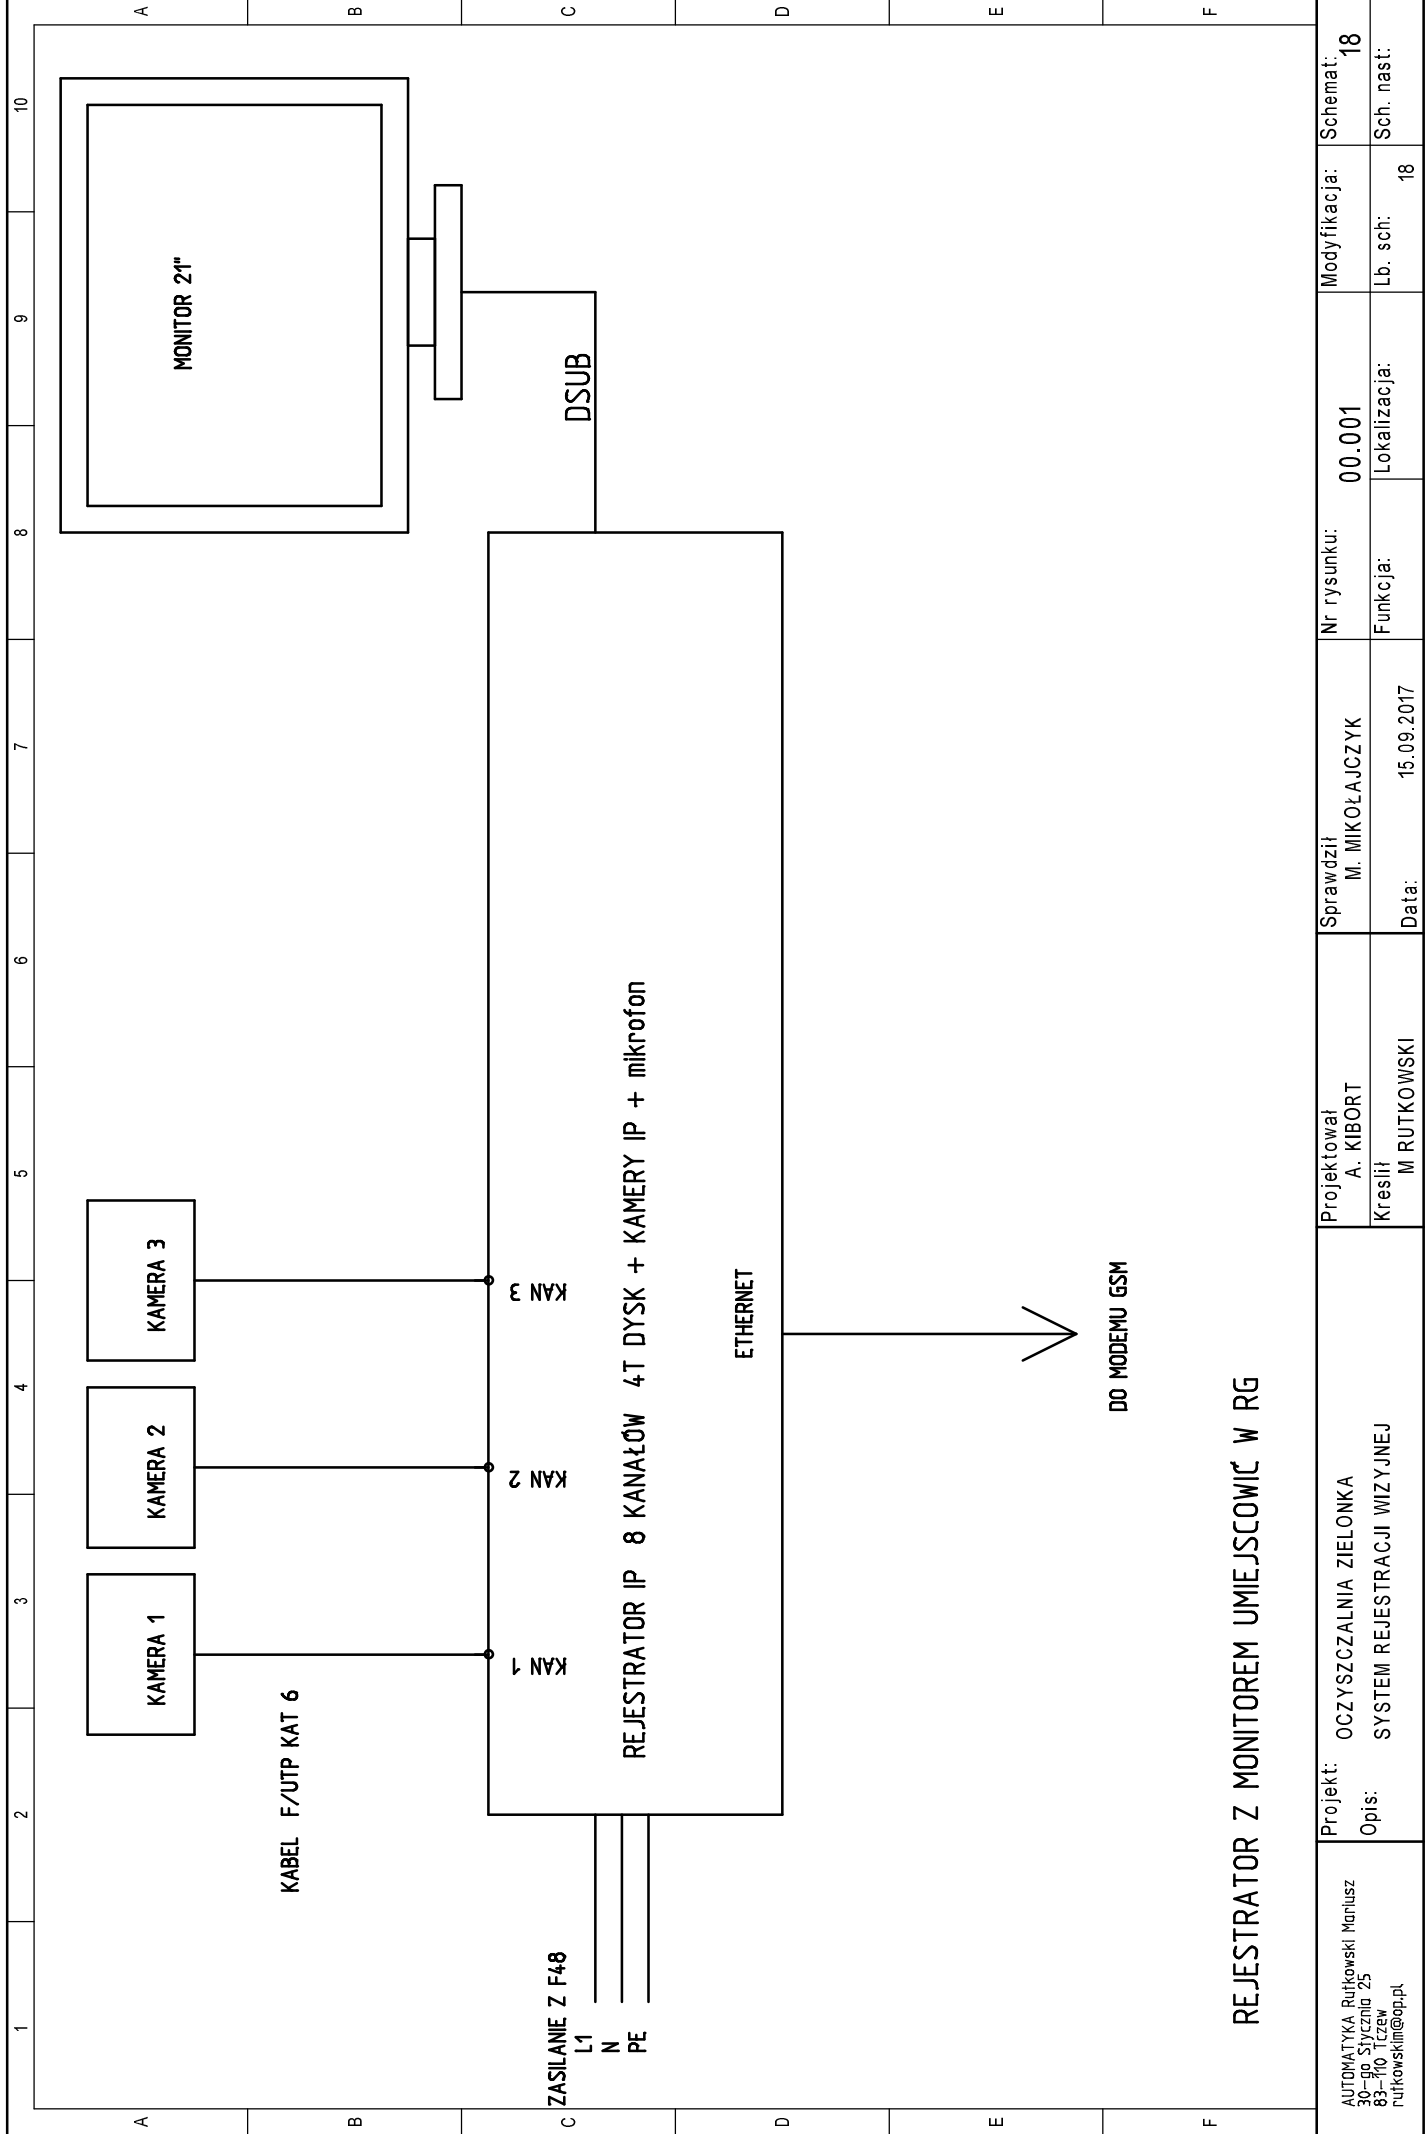 1 2 3 4 5 6 7 8 9 10
A A
B B
C C
D D
E E
F F
KAMERA 1
KAMERA 2
KAMERA 3
MONITOR 21"
KABEL F/UTP KAT 6
DSUB
KAN 1
KAN 2
KAN 3
ZASILANIE Z F48
L1
N
PE
REJESTRATOR IP 8 KANAŁÓW 4T DYSK + KAMERY IP + mikrofon
ETHERNET
DO MODEMU GSM
REJESTRATOR Z MONITOREM UMIEJSCOWIĆ W RG
AUTOMATYKA Rutkowski Mariusz
30-go Stycznia 25
83-110 Tczew
rutkowskim@op.pl
Projekt: OCZYSZCZALNIA ZIELONKA
Opis: SYSTEM REJESTRACJI WIZYJNEJ
Projektował
A. KIBORT
Kreslił
M RUTKOWSKI
Sprawdził
M. MIKOŁAJCZYK
Data: 15.09.2017
Nr rysunku: 00.001
Funkcja:
Lokalizacja:
Modyfikacja:
Lb. sch: 18
Schemat: 18
Sch. nast: